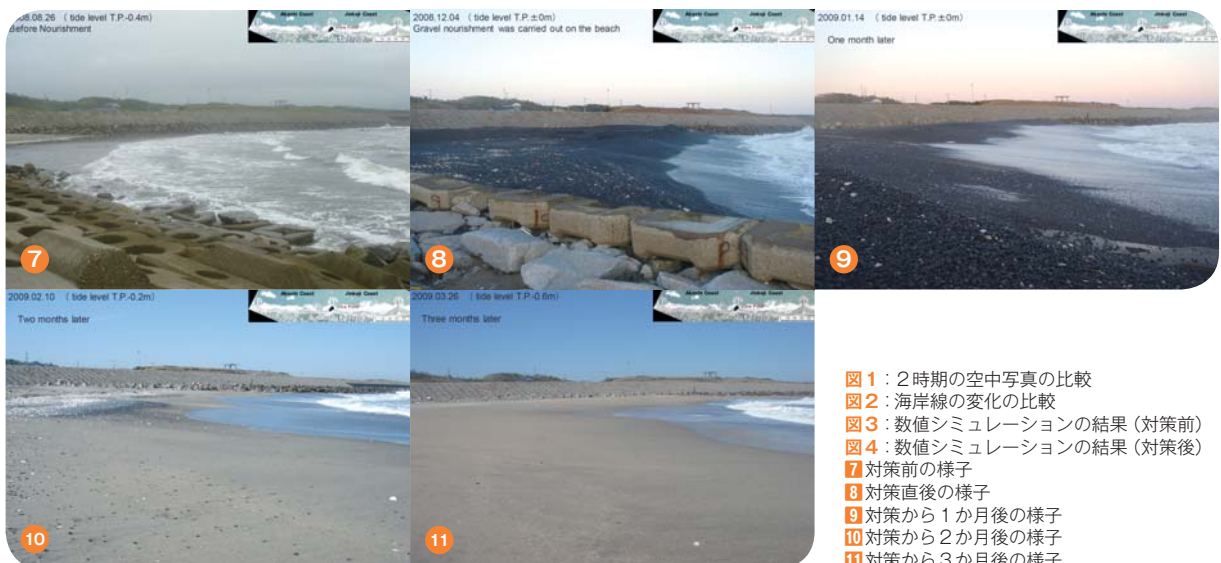 08.08.26 ( tide level T.P.-0.4m)
Before Nourishment
7
2008.12.04 ( tide level T.P.±0m)
Gravel nourishment was carried out on the beach
8
2009.01.14 ( tide level T.P.±0m)
One month later
9
2009.02.10 ( tide level T.P.-0.2m)
Two months later
10
2009.03.26 ( tide level T.P.-0.6m)
Three months later
11
図1：２時期の空中写真の比較
図2：海岸線の変化の比較
図3：数値シミュレーションの結果（対策前）
図4：数値シミュレーションの結果（対策後）
7 対策前の様子
8 対策直後の様子
9 対策から１か月後の様子
10 対策から２か月後の様子
11 対策から３か月後の様子